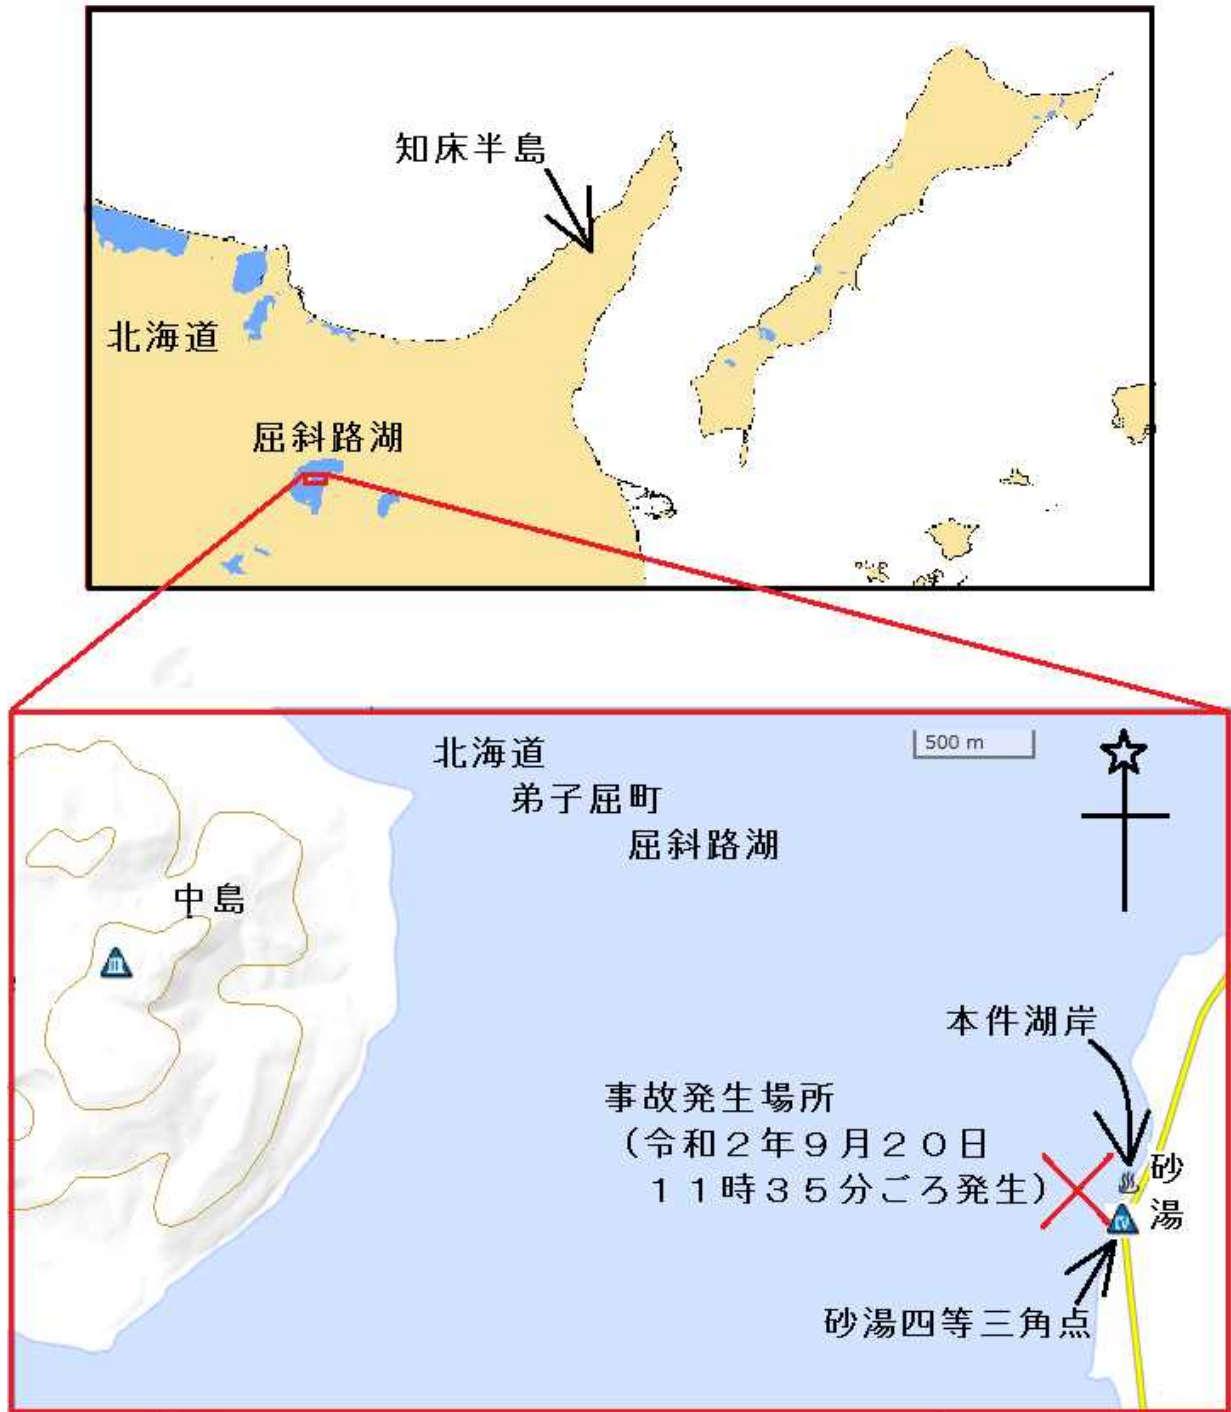 知床半島
北海道
屈斜路湖
北海道
弟子屈町
屈斜路湖
500 m
中島
本件湖岸
事故発生場所
（令和２年９月２０日
１１時３５分ごろ発生）
砂
湯
砂湯四等三角点